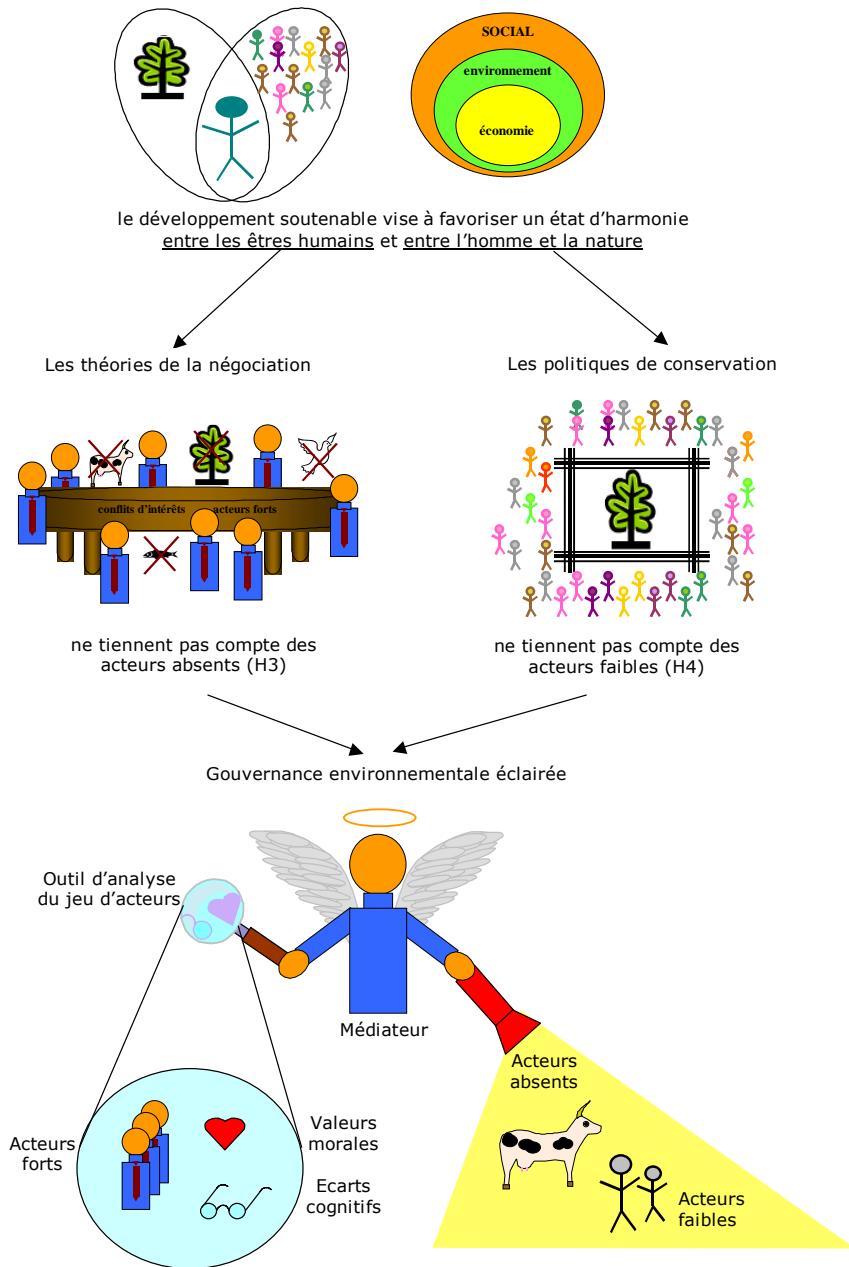 SOCIAL
environnement
économie
le développement soutenable vise à favoriser un état d'harmonie
entre les êtres humains et entre l'homme et la nature
Les théories de la négociation
Les politiques de conservation
conflits d'intérêts acteurs forts
ne tiennent pas compte des
acteurs absents (H3)
ne tiennent pas compte des
acteurs faibles (H4)
Gouvernance environnementale éclairée
Outil d'analyse
du jeu d'acteurs
Médiateur
Acteurs
forts
Valeurs
morales
Ecarts
cognitifs
Acteurs
absents
Acteurs
faibles